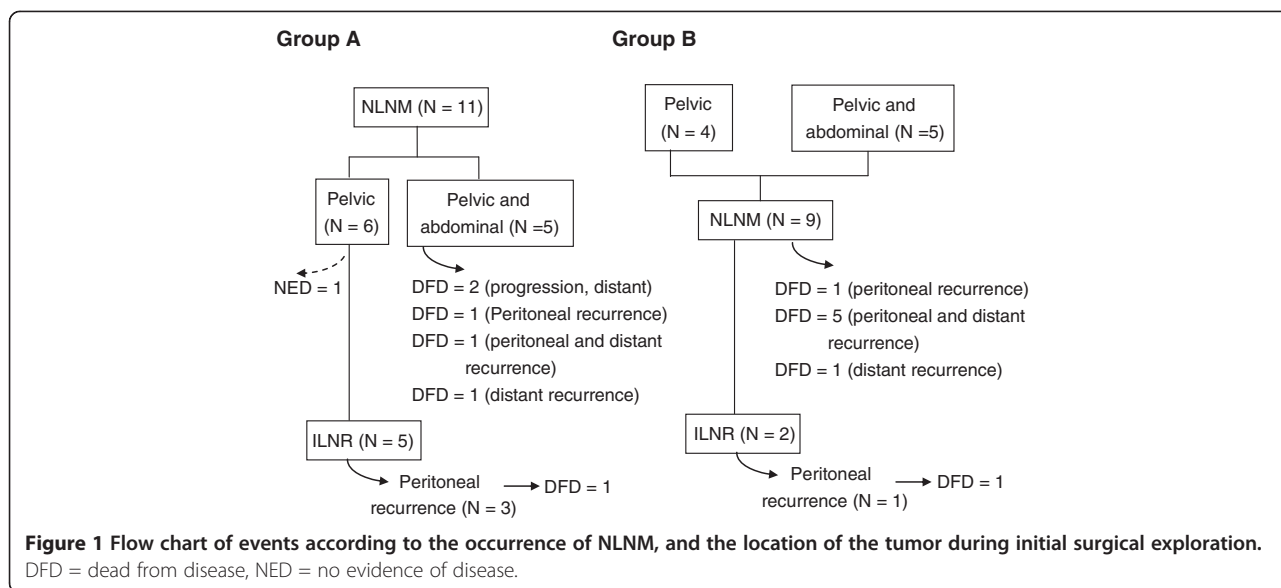 Group A
NLNM (N = 11)
Pelvic
(N = 6)
Pelvic and
abdominal (N =5)
NED = 1
DFD = 2 (progression, distant)
DFD = 1 (Peritoneal recurrence)
DFD = 1 (peritoneal and distant
recurrence)
DFD = 1 (distant recurrence)
ILNR (N = 5)
Peritoneal
recurrence (N = 3)
DFD = 1
Group B
Pelvic
(N = 4)
Pelvic and
abdominal (N =5)
NLNM (N = 9)
DFD = 1 (peritoneal recurrence)
DFD = 5 (peritoneal and distant
recurrence)
DFD = 1 (distant recurrence)
ILNR (N = 2)
Peritoneal
recurrence (N = 1)
DFD = 1
Figure 1 Flow chart of events according to the occurrence of NLNM, and the location of the tumor during initial surgical exploration.
DFD = dead from disease, NED = no evidence of disease.